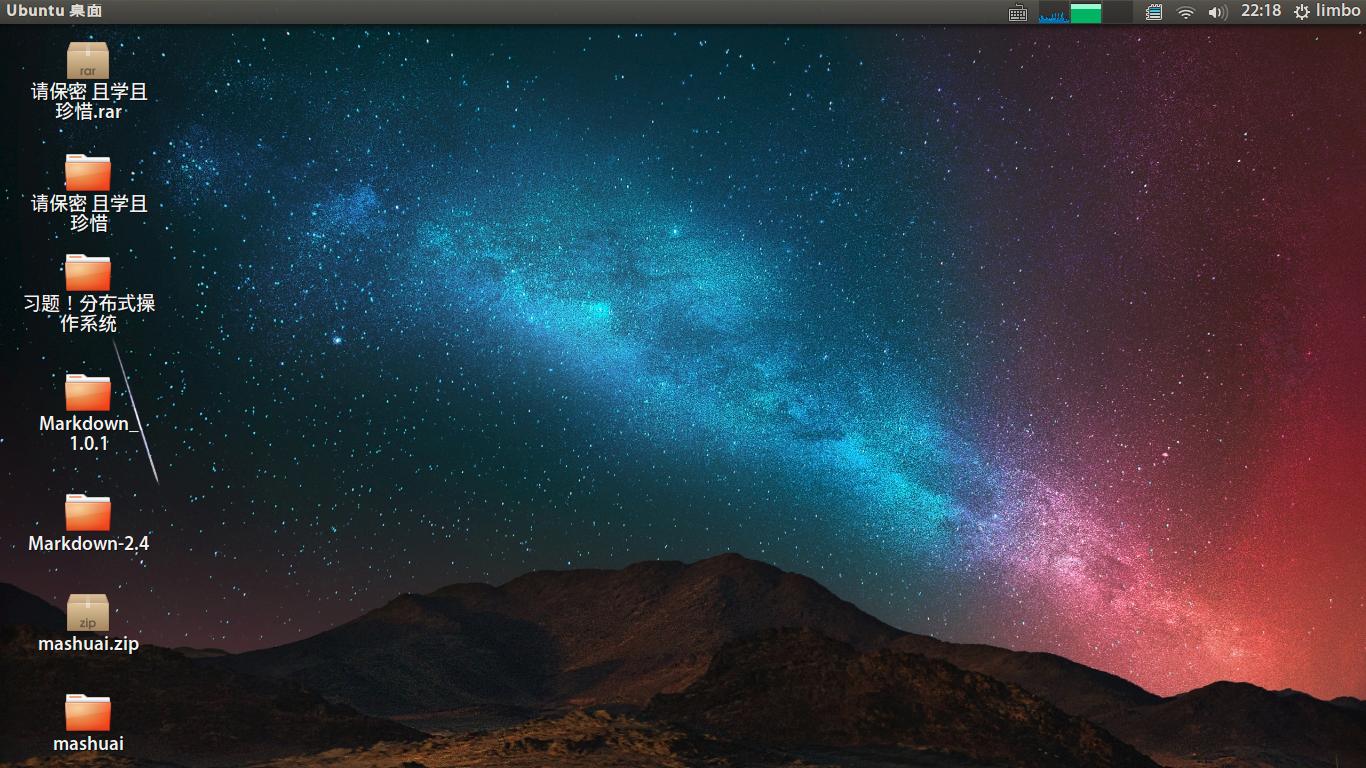 Ubuntu 桌面
22:18
limbo
rar
请保密 且学且
珍惜.rar
请保密 且学且
珍惜
习题！分布式操
作系统
Markdown_
1.0.1
Markdown-2.4
zip
mashuai.zip
mashuai